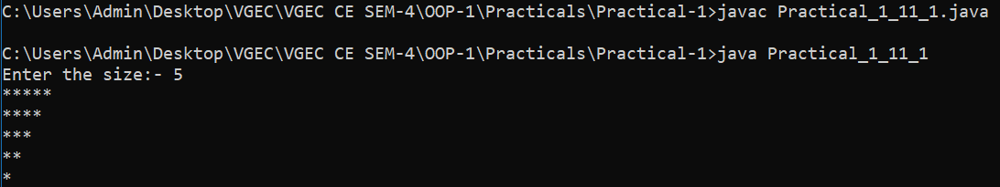 C:\Users\Admin\Desktop\VGEC\VGEC CE SEM-4\OOP-1\Practicals\Practical-1>javac Practical_1_11_1.java
C:\Users\Admin\Desktop\VGEC\VGEC CE SEM-4\OOP-1\Practicals\Practical-1>java Practical_1_11_1
Enter the size:- 5
*****
****
***
**
*